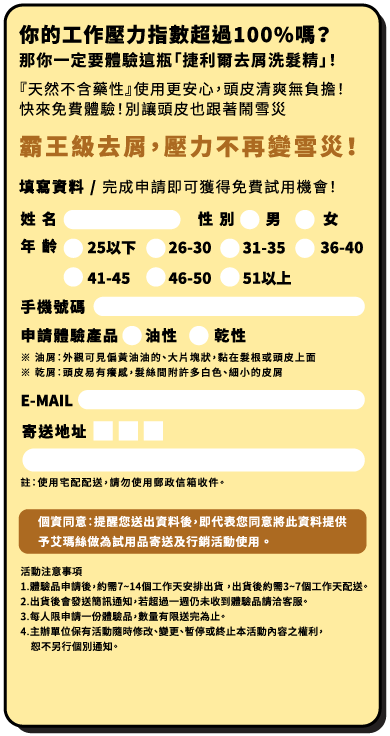 你的工作壓力指數超過100%嗎？
那你一定要體驗這瓶「捷利爾去屑洗髮精」！
『天然不含藥性』使用更安心，頭皮清爽無負擔！
快來免費體驗！別讓頭皮也跟著鬧雪災
霸王級去屑，壓力不再變雪災！
填寫資料 / 完成申請即可獲得免費試用機會！
姓名 性別 男 女
年齡 25以下 26-30 31-35 36-40
41-45 46-50 51以上
手機號碼
申請體驗產品 油性 乾性
※ 油屑：外觀可見偏黃油油的、大片塊狀，黏在髮根或頭皮上面
※ 乾屑：頭皮易有癢感，髮絲間附許多白色、細小的皮屑
E-MAIL
寄送地址
註：使用宅配配送，請勿使用郵政信箱收件。
個資同意：提醒您送出資料後，即代表您同意將此資料提供
予艾瑪絲做為試用品寄送及行銷活動使用。
活動注意事項
1.體驗品申請後，約需7~14個工作天安排出貨，出貨後約需3~7個工作天配送。
2.出貨後會發送簡訊通知，若超過一週仍未收到體驗品請洽客服。
3.每人限申請一份體驗品，數量有限送完為止。
4.主辦單位保有活動隨時修改、變更、暫停或終止本活動內容之權利，
恕不另行個別通知。